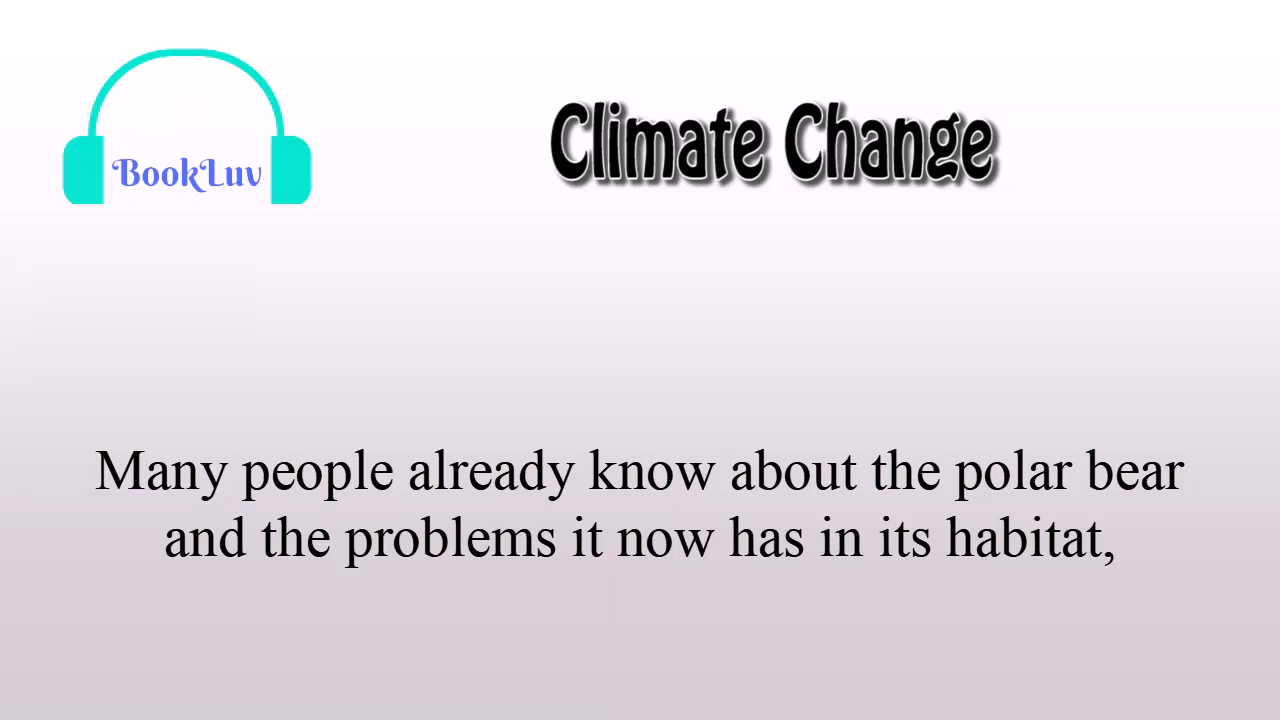 BookLuv
Climate Change
Many people already know about the polar bear
and the problems it now has in its habitat,